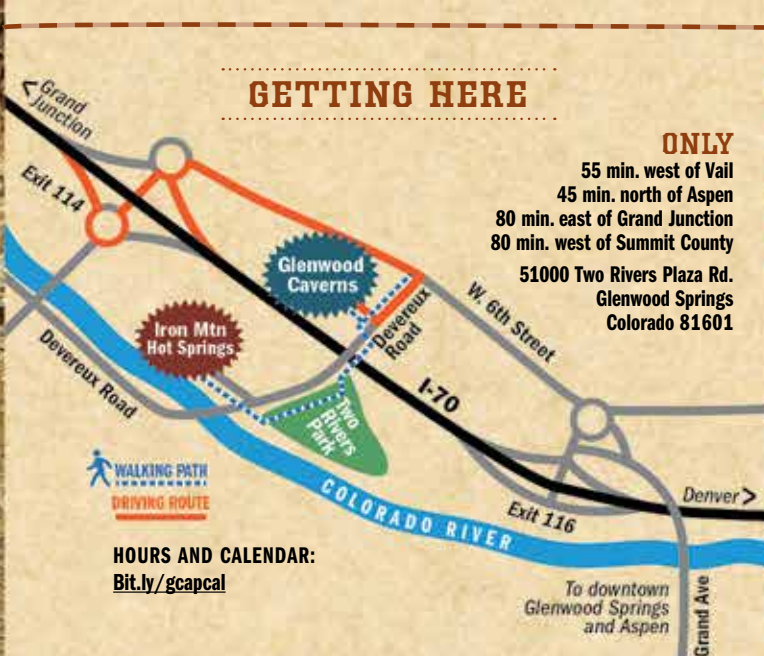 GETTING HERE
< Grand
Junction
Exit 114
ONLY
55 min. west of Vail
45 min. north of Aspen
80 min. east of Grand Junction
80 min. west of Summit County
51000 Two Rivers Plaza Rd.
Glenwood Springs
Colorado 81601
Glenwood
Caverns
Iron Mtn
Hot Springs
Devereux
Road
W. 6th Street
Devereux Road
I-70
Two
Rivers
Park
WALKING PATH
DRIVING ROUTE
COLORADO RIVER
Exit 116
Denver >
HOURS AND CALENDAR:
Bit.ly/gcapcal
To downtown
Glenwood Springs
and Aspen
Grand Ave